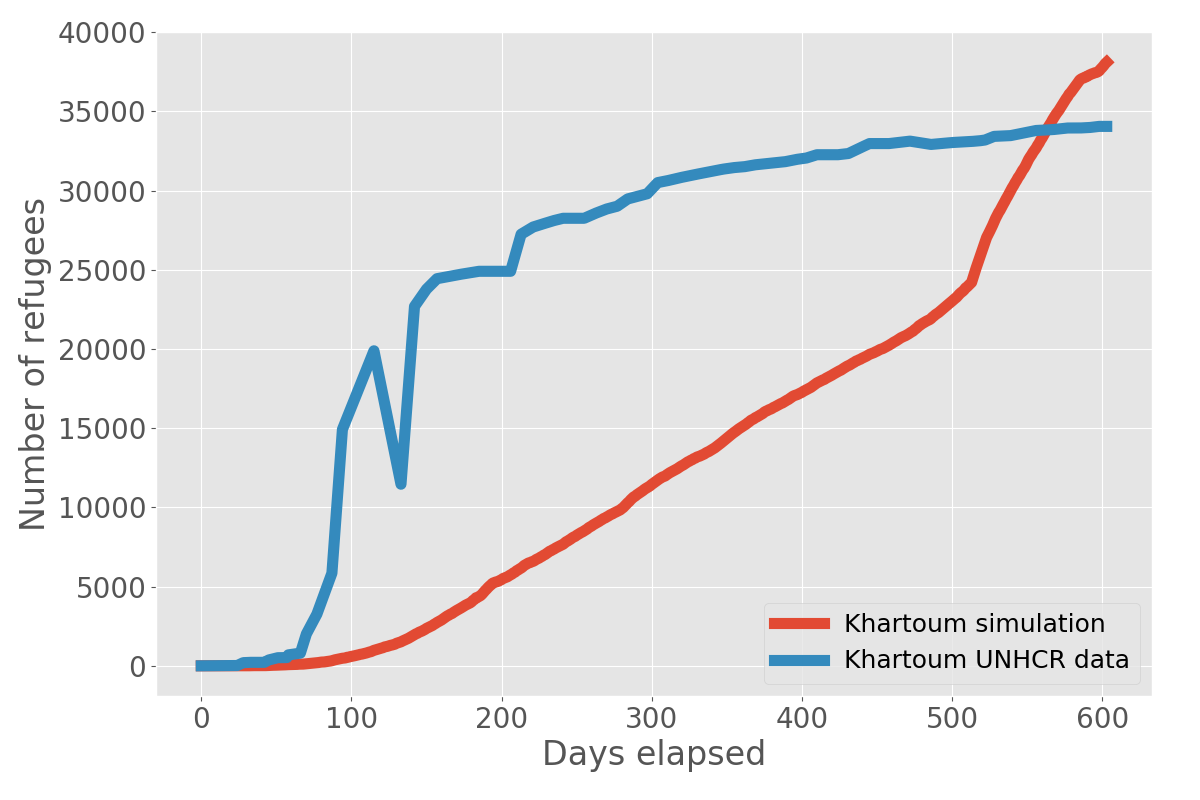 40000
35000
30000
25000
20000
15000
10000
5000
0
Number of refugees
0 100 200 300 400 500 600
Days elapsed
Khartoum simulation
Khartoum UNHCR data